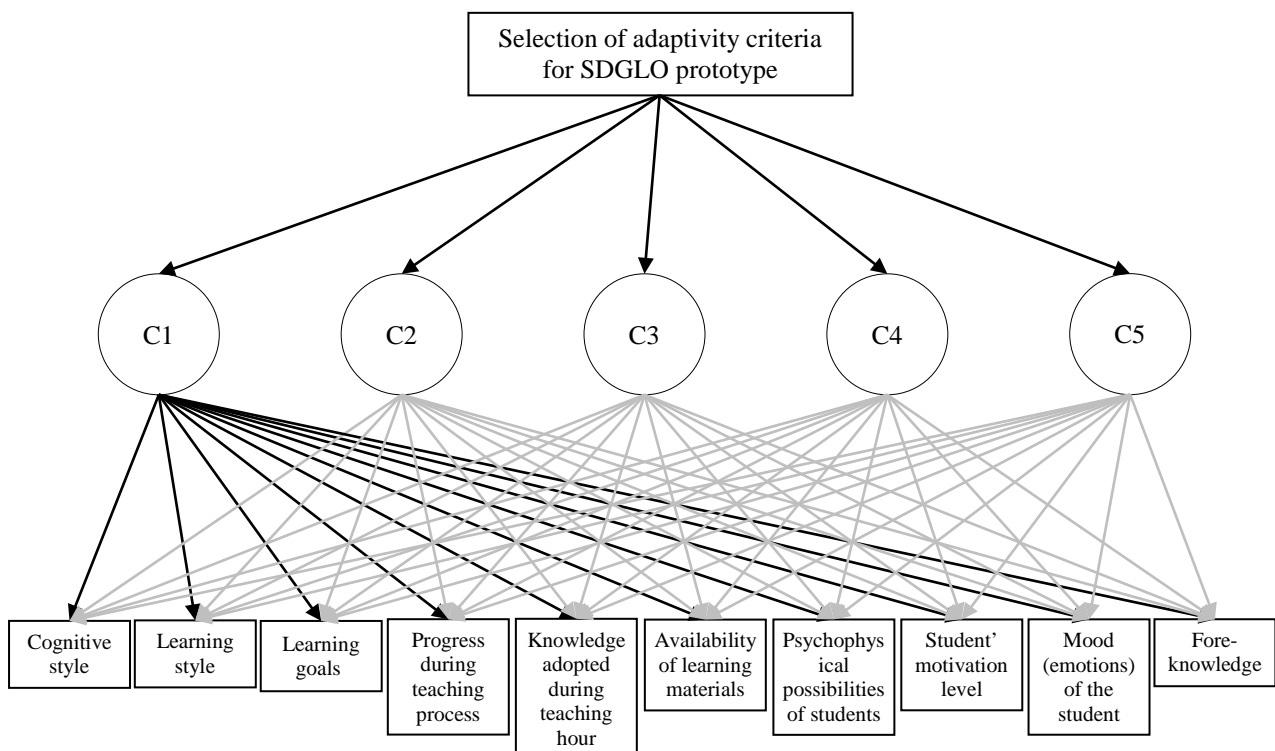 Selection of adaptivity criteria
for SDGLO prototype
C1
C2
C3
C4
C5
Cognitive
style
Learning
style
Learning
goals
Progress
during
teaching
process
Knowledge
adopted
during
teaching
hour
Availability
of learning
materials
Psychophys
ical
possibilities
of students
Student'
motivation
level
Mood
(emotions)
of the
student
Fore-
knowledge